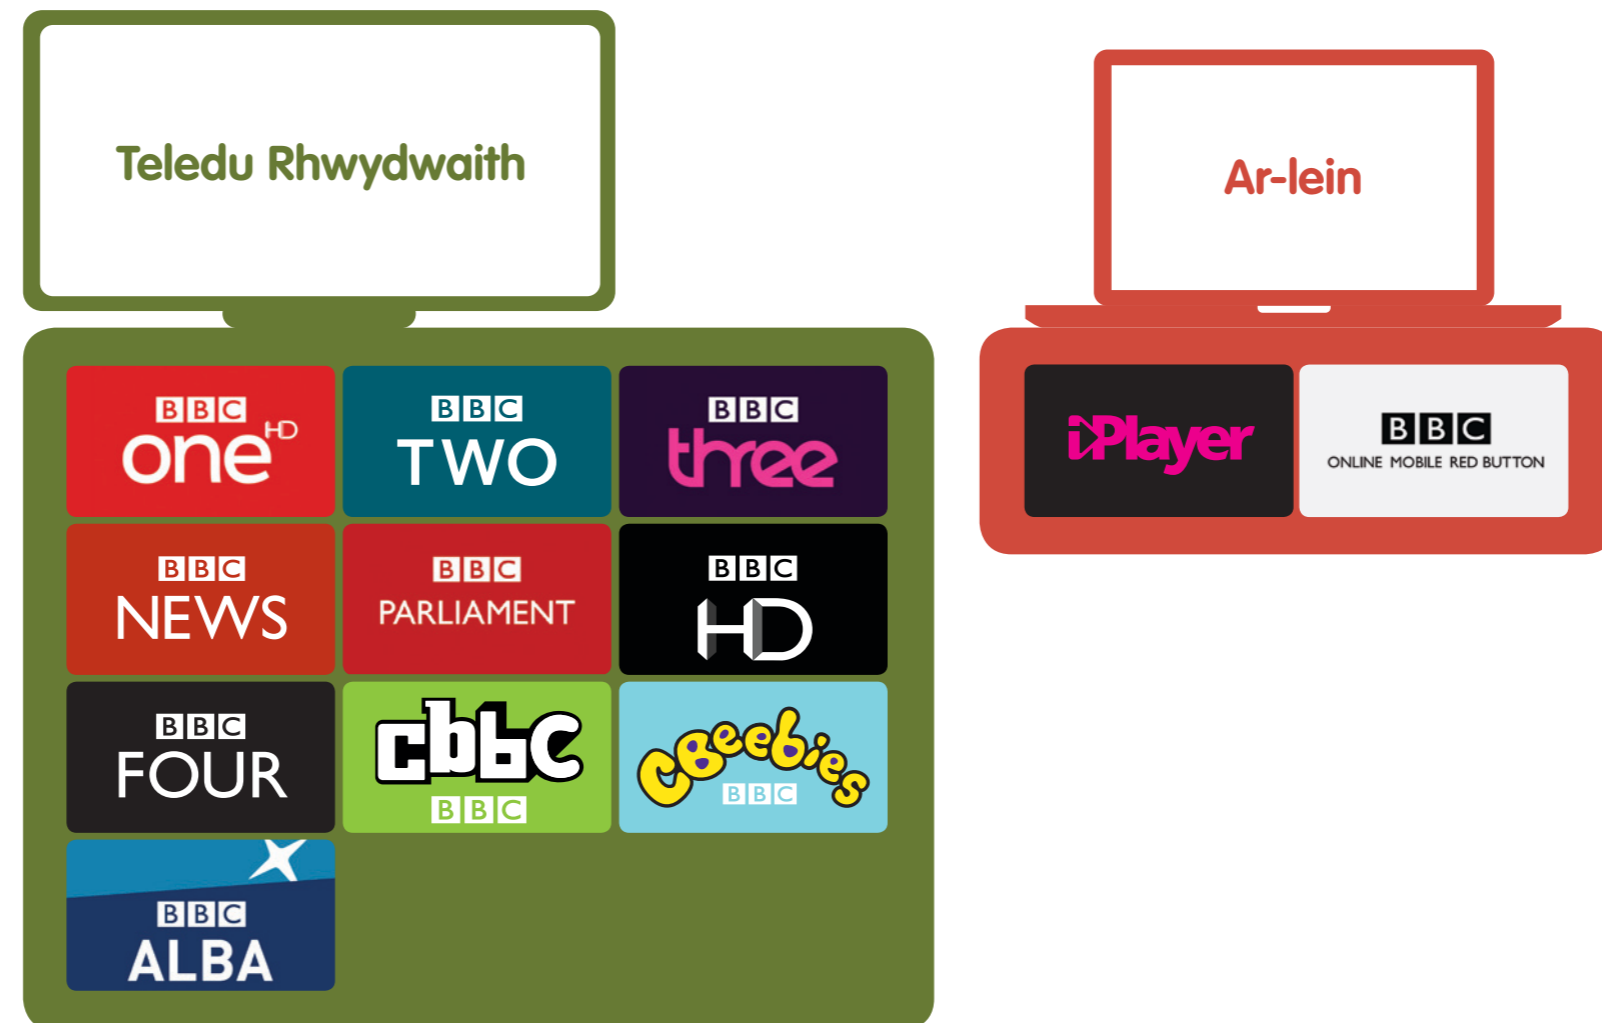 Teledu Rhwydwaith
Ar-lein
BBC
one HD
BBC
TWO
BBC
three
BBC
NEWS
BBC
PARLIAMENT
BBC
HD
BBC
FOUR
cbbc
BBC
CBeebies
BBC
BBC
ALBA
iPlayer
BBC
ONLINE MOBILE RED BUTTON